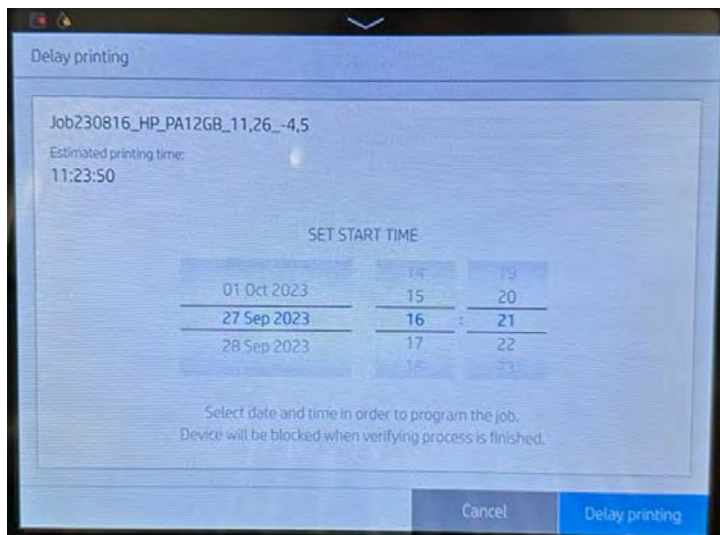 Delay printing
Job230816_HP_PA12GB_11,26_-4,5
Estimated printing time:
11:23:50
SET START TIME
14 19
01 Oct 2023 15 20
27 Sep 2023 16 : 21
28 Sep 2023 17 22
18 23
Select date and time in order to program the job.
Device will be blocked when verifying process is finished.
Cancel Delay printing